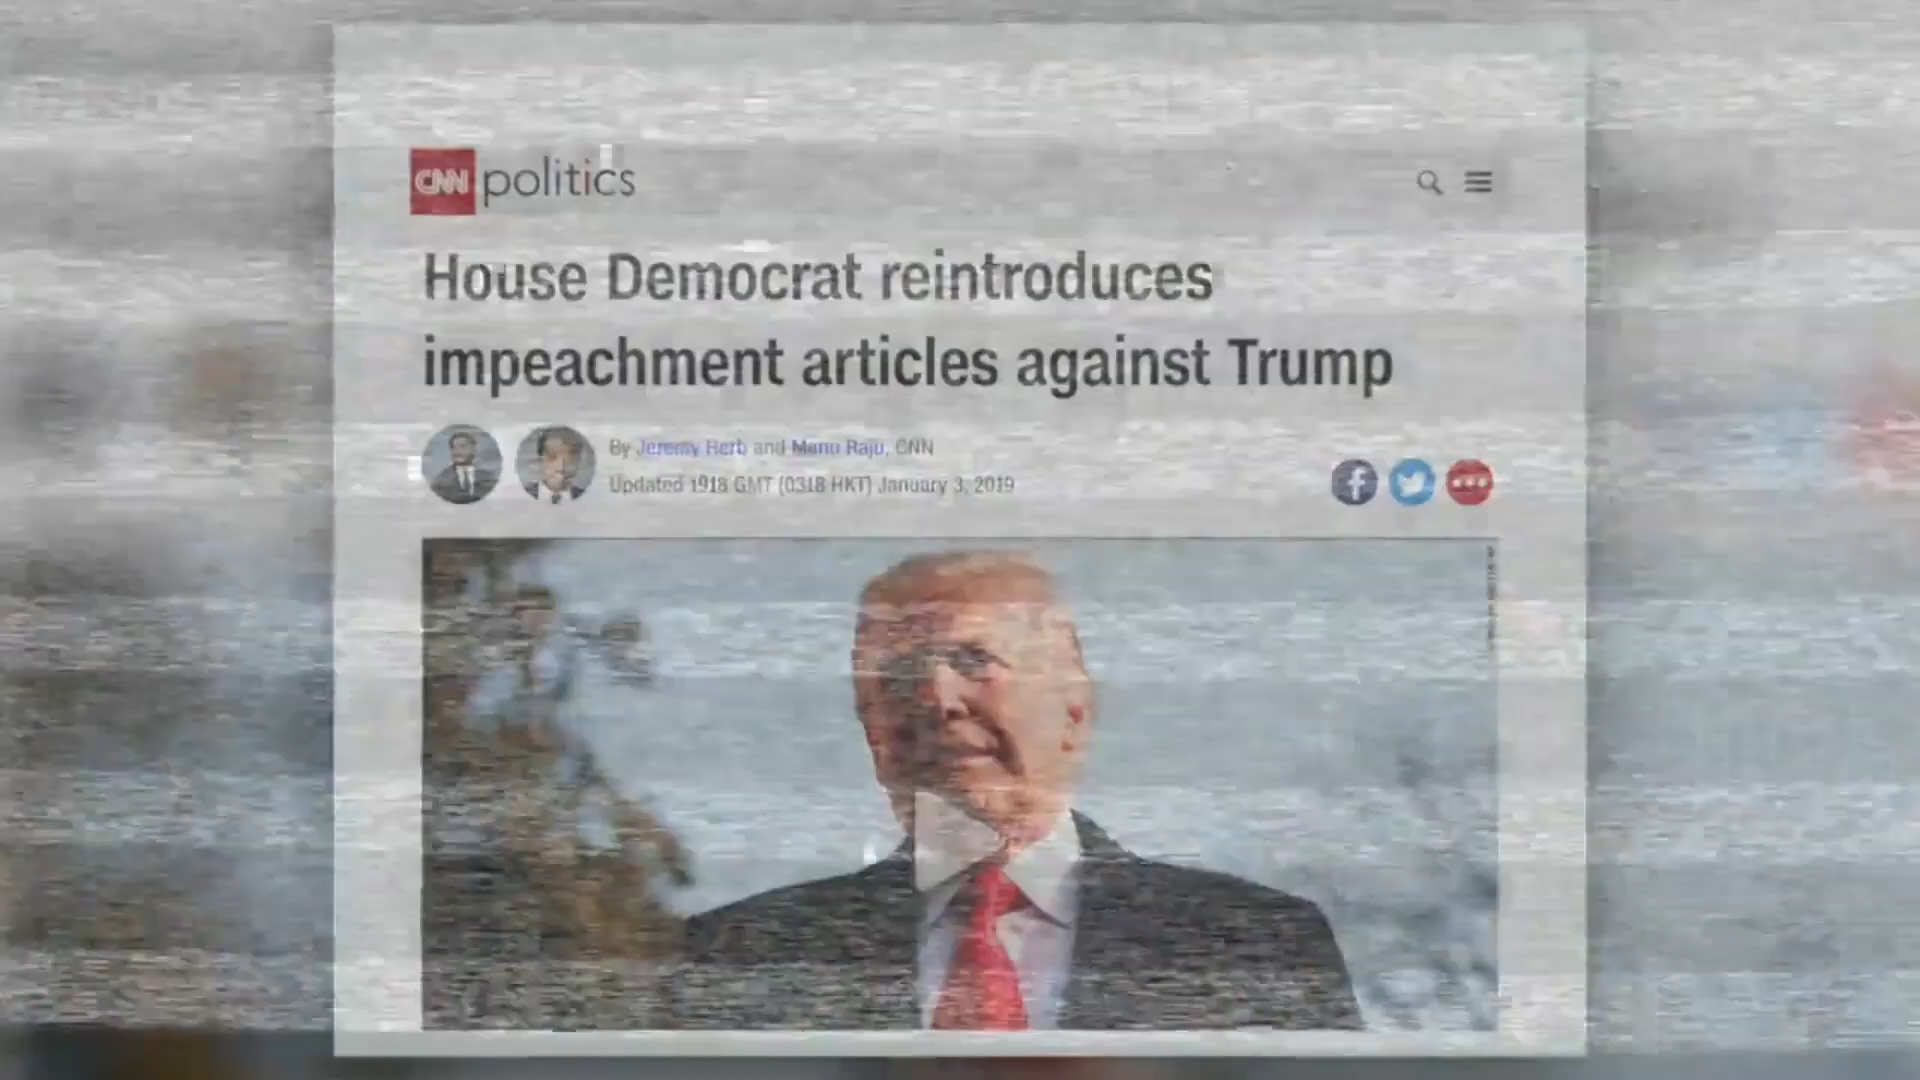 CNN politics
House Democrat reintroduces
impeachment articles against Trump
By Jeremy Herb and Manu Raju, CNN
Updated 1918 GMT (0318 HKT) January 3, 2019